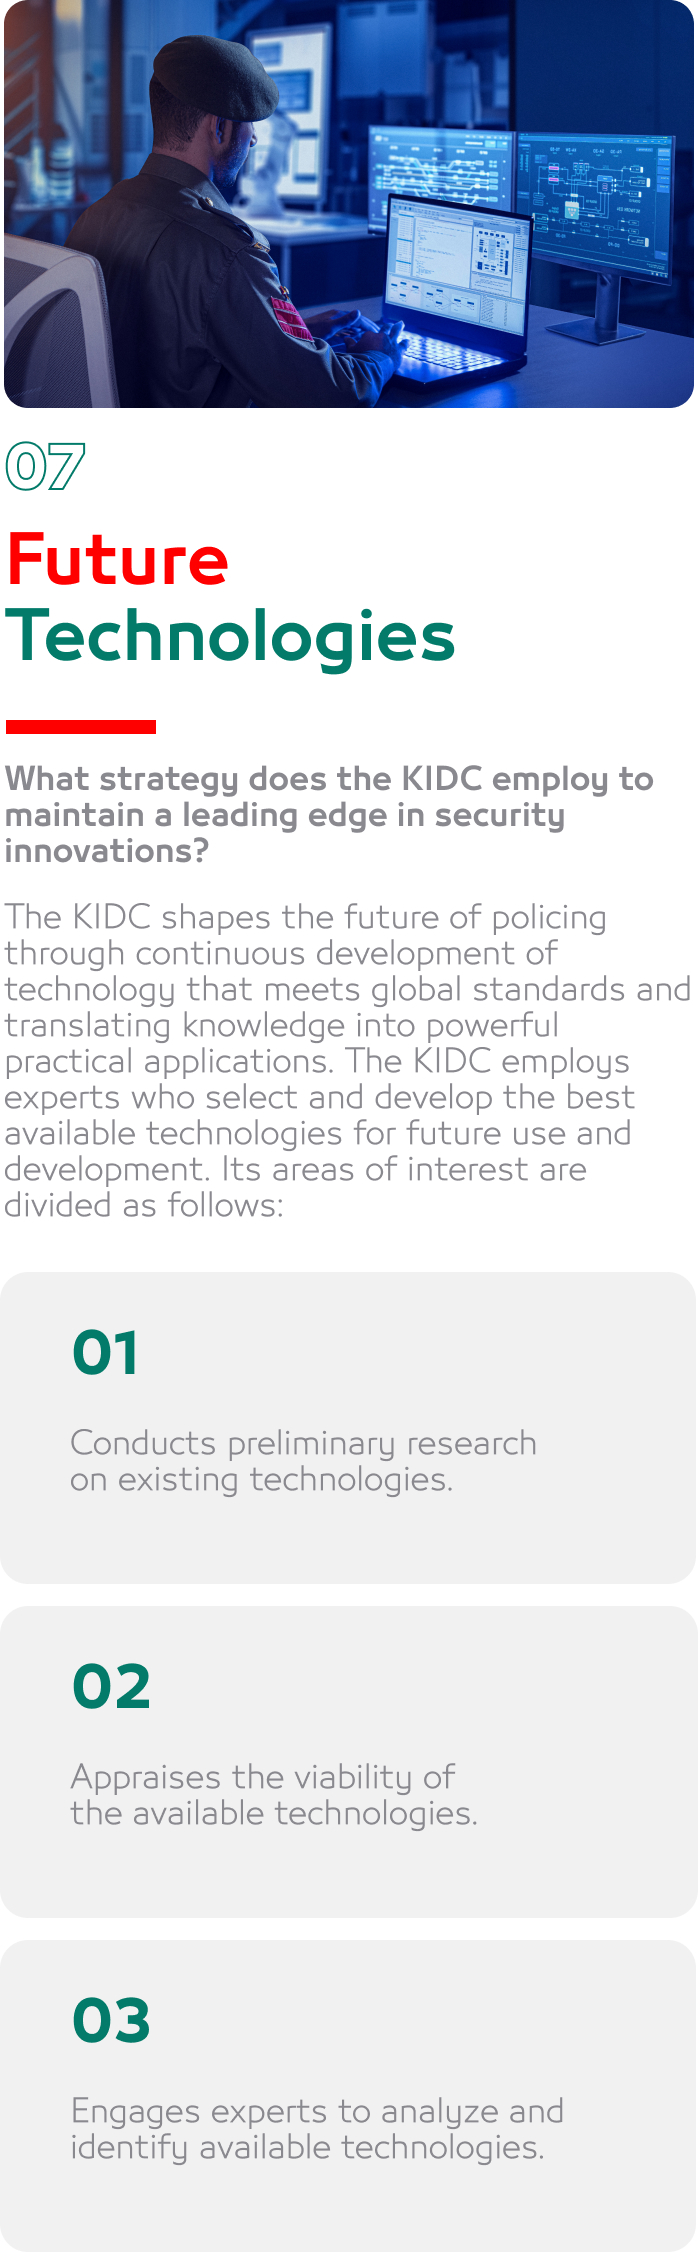 07
Future
Technologies
What strategy does the KIDC employ to
maintain a leading edge in security
innovations?
The KIDC shapes the future of policing
through continuous development of
technology that meets global standards and
translating knowledge into powerful
practical applications. The KIDC employs
experts who select and develop the best
available technologies for future use and
development. Its areas of interest are
divided as follows:
01
Conducts preliminary research
on existing technologies.
02
Appraises the viability of
the available technologies.
03
Engages experts to analyze and
identify available technologies.